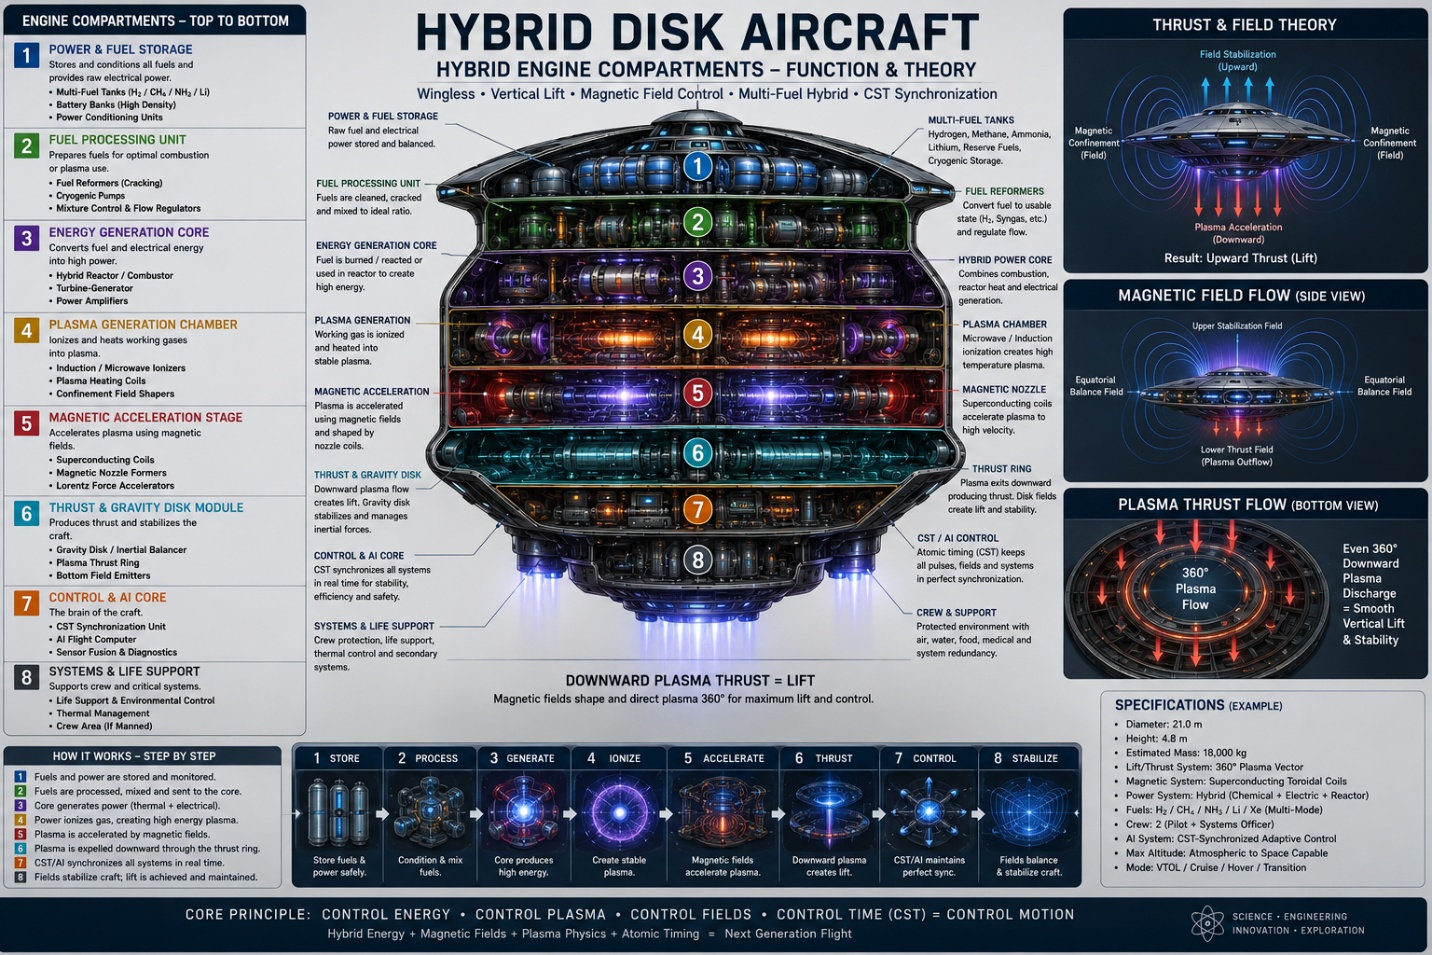 HYBRID DISK AIRCRAFT
HYBRID ENGINE COMPARTMENTS – FUNCTION & THEORY
Wingless • Vertical Lift • Magnetic Field Control • Multi-Fuel Hybrid • CST Synchronization
ENGINE COMPARTMENTS – TOP TO BOTTOM
1
POWER & FUEL STORAGE
Stores and conditions all fuels and
provides raw electrical power.
• Multi-Fuel Tanks (H₂ / CH₄ / NH₂ / Li)
• Battery Banks (High Density)
• Power Conditioning Units
2
FUEL PROCESSING UNIT
Prepares fuels for optimal combustion
or plasma use.
• Fuel Reformers (Cracking)
• Cryogenic Pumps
• Mixture Control & Flow Regulators
3
ENERGY GENERATION CORE
Converts fuel and electrical energy
into high power.
• Hybrid Reactor / Combustor
• Turbine-Generator
• Power Amplifiers
4
PLASMA GENERATION CHAMBER
Ionizes and heats working gases
into plasma.
• Induction / Microwave Ionizers
• Plasma Heating Coils
• Confinement Field Shapers
5
MAGNETIC ACCELERATION STAGE
Accelerates plasma using magnetic
fields.
• Superconducting Coils
• Magnetic Nozzle Formers
• Lorentz Force Accelerators
6
THRUST & GRAVITY DISK MODULE
Produces thrust and stabilizes the
craft.
• Gravity Disk / Inertial Balancer
• Plasma Thrust Ring
• Bottom Field Emitters
7
CONTROL & AI CORE
The brain of the craft.
• CST Synchronization Unit
• AI Flight Computer
• Sensor Fusion & Diagnostics
8
SYSTEMS & LIFE SUPPORT
Supports crew and critical systems.
• Life Support & Environmental Control
• Thermal Management
• Crew Area (If Manned)
POWER & FUEL STORAGE
Raw fuel and electrical
power stored and balanced.
FUEL PROCESSING UNIT
Fuels are cleaned, cracked
and mixed to ideal ratio.
ENERGY GENERATION CORE
Fuel is burned / reacted or
used in reactor to create
high energy.
PLASMA GENERATION
Working gas is ionized
and heated into
stable plasma.
MAGNETIC ACCELERATION
Plasma is accelerated
using magnetic fields
and shaped by
nozzle coils.
THRUST & GRAVITY DISK
Downward plasma flow
creates lift. Gravity disk
stabilizes and manages
inertial forces.
CONTROL & AI CORE
CST synchronizes all systems
in real time for stability,
efficiency and safety.
SYSTEMS & LIFE SUPPORT
Crew protection, life support,
thermal control and secondary
systems.
1
2
3
4
5
6
7
8
MULTI-FUEL TANKS
Hydrogen, Methane, Ammonia,
Lithium, Reserve Fuels,
Cryogenic Storage.
FUEL REFORMERS
Convert fuel to usable
state (H₂, Syngas, etc.)
and regulate flow.
HYBRID POWER CORE
Combines combustion,
reactor heat and electrical
generation.
PLASMA CHAMBER
Microwave / Induction
ionization creates high
temperature plasma.
MAGNETIC NOZZLE
Superconducting coils
accelerate plasma to
high velocity.
THRUST RING
Plasma exits downward
producing thrust. Disk fields
create lift and stability.
CST / AI CONTROL
Atomic timing (CST) keeps
all pulses, fields and systems
in perfect synchronization.
CREW & SUPPORT
Protected environment with
air, water, food, medical and
system redundancy.
DOWNWARD PLASMA THRUST = LIFT
Magnetic fields shape and direct plasma 360° for maximum lift and control.
THRUST & FIELD THEORY
Field Stabilization
(Upward)
Magnetic
Confinement
(Field)
Magnetic
Confinement
(Field)
Plasma Acceleration
(Downward)
Result: Upward Thrust (Lift)
MAGNETIC FIELD FLOW (SIDE VIEW)
Upper Stabilization Field
Equatorial
Balance Field
Equatorial
Balance Field
Lower Thrust Field
(Plasma Outflow)
PLASMA THRUST FLOW (BOTTOM VIEW)
360°
Plasma
Flow
Even 360°
Downward
Plasma
Discharge
= Smooth
Vertical Lift
& Stability
SPECIFICATIONS (EXAMPLE)
• Diameter: 21.0 m
• Height: 4.8 m
• Estimated Mass: 18,000 kg
• Lift/Thrust System: 360° Plasma Vector
• Magnetic System: Superconducting Toroidal Coils
• Power System: Hybrid (Chemical + Electric + Reactor)
• Fuels: H₂ / CH₄ / NH₃ / Li / Xe (Multi-Mode)
• Crew: 2 (Pilot + Systems Officer)
• AI System: CST-Synchronized Adaptive Control
• Max Altitude: Atmospheric to Space Capable
• Mode: VTOL / Cruise / Hover / Transition
HOW IT WORKS – STEP BY STEP
1 Fuels and power are stored and monitored.
2 Fuels are processed, mixed and sent to the core.
3 Core generates power (thermal + electrical).
4 Power ionizes gas, creating high energy plasma.
5 Plasma is accelerated by magnetic fields.
6 Plasma is expelled downward through the thrust ring.
7 CST/AI synchronizes all systems in real time.
8 Fields stabilize craft; lift is achieved and maintained.
1 STORE
Store fuels &
power safely.
2 PROCESS
Condition & mix
fuels.
3 GENERATE
Core produces
high energy.
4 IONIZE
Create stable
plasma.
5 ACCELERATE
Magnetic fields
accelerate plasma.
6 THRUST
Downward plasma
creates lift.
7 CONTROL
CST/AI maintains
perfect sync.
8 STABILIZE
Fields balance
& stabilize craft.
CORE PRINCIPLE: CONTROL ENERGY • CONTROL PLASMA • CONTROL FIELDS • CONTROL TIME (CST) = CONTROL MOTION
Hybrid Energy + Magnetic Fields + Plasma Physics + Atomic Timing = Next Generation Flight
SCIENCE • ENGINEERING
INNOVATION • EXPLORATION